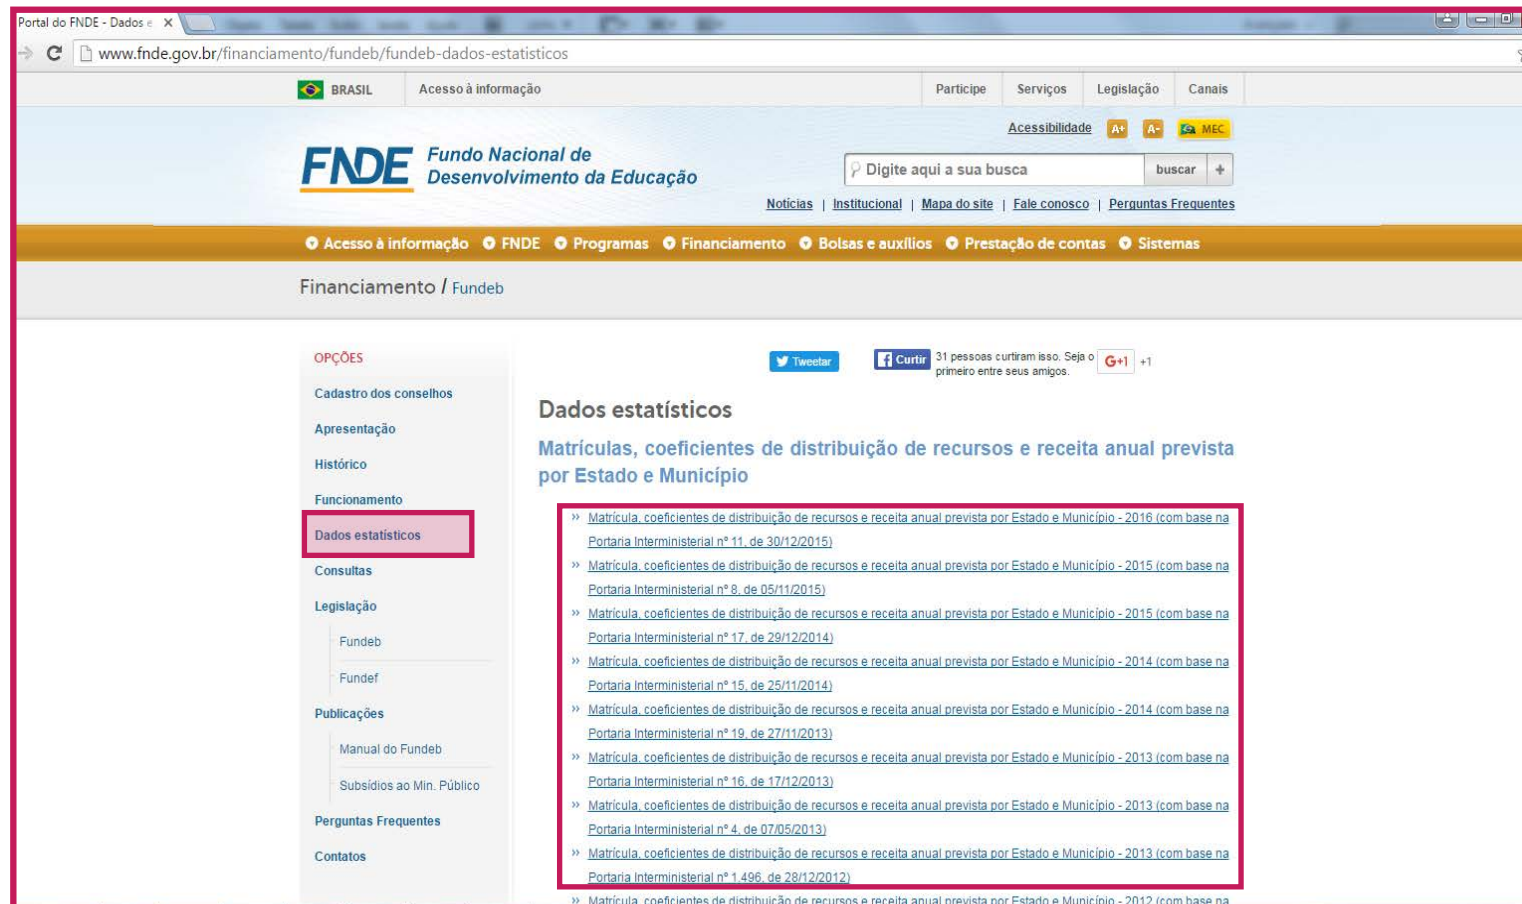 Portal do FNDE - Dados e
www.fnde.gov.br/financiamento/fundeb/fundeb-dados-estatisticos
BRASIL Acesso à informação Participe Serviços Legislação Canais
Acessibilidade A+ A- MEC
FNDE Fundo Nacional de
Desenvolvimento da Educação
Digite aqui a sua busca buscar +
Notícias | Institucional | Mapa do site | Fale conosco | Perguntas Frequentes
Acesso à informação FNDE Programas Financiamento Bolsas e auxílios Prestação de contas Sistemas
Financiamento / Fundeb
OPÇÕES
Cadastro dos conselhos
Apresentação
Histórico
Funcionamento
Dados estatísticos
Consultas
Legislação
Fundeb
Fundef
Publicações
Manual do Fundeb
Subsídios ao Min. Público
Perguntas Frequentes
Contatos
Tweetar Curtir 31 pessoas curtiram isso. Seja o
primeiro entre seus amigos. G+1 +1
Dados estatísticos
Matrículas, coeficientes de distribuição de recursos e receita anual prevista
por Estado e Município
» Matrícula, coeficientes de distribuição de recursos e receita anual prevista por Estado e Município - 2016 (com base na
Portaria Interministerial nº 11, de 30/12/2015)
» Matrícula, coeficientes de distribuição de recursos e receita anual prevista por Estado e Município - 2015 (com base na
Portaria Interministerial nº 8, de 05/11/2015)
» Matrícula, coeficientes de distribuição de recursos e receita anual prevista por Estado e Município - 2015 (com base na
Portaria Interministerial nº 17, de 29/12/2014)
» Matrícula, coeficientes de distribuição de recursos e receita anual prevista por Estado e Município - 2014 (com base na
Portaria Interministerial nº 15, de 25/11/2014)
» Matrícula, coeficientes de distribuição de recursos e receita anual prevista por Estado e Município - 2014 (com base na
Portaria Interministerial nº 19, de 27/11/2013)
» Matrícula, coeficientes de distribuição de recursos e receita anual prevista por Estado e Município - 2013 (com base na
Portaria Interministerial nº 16, de 17/12/2013)
» Matrícula, coeficientes de distribuição de recursos e receita anual prevista por Estado e Município - 2013 (com base na
Portaria Interministerial nº 4, de 07/05/2013)
» Matrícula, coeficientes de distribuição de recursos e receita anual prevista por Estado e Município - 2013 (com base na
Portaria Interministerial nº 1.496, de 28/12/2012)
» Matrícula, coeficientes de distribuição de recursos e receita anual prevista por Estado e Município - 2012 (com base na